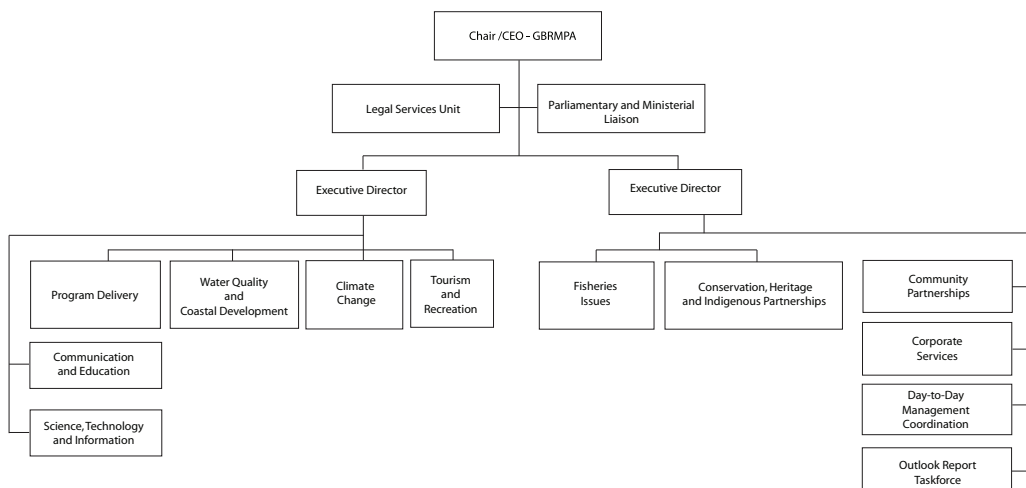 Chair /CEO - GBRMPA
Legal Services Unit
Parliamentary and Ministerial
Liaison
Executive Director
Executive Director
Program Delivery
Water Quality
and
Coastal Development
Climate
Change
Tourism
and
Recreation
Fisheries
Issues
Conservation, Heritage
and Indigenous Partnerships
Community
Partnerships
Communication
and Education
Corporate
Services
Day-to-Day
Management
Coordination
Science, Technology
and Information
Outlook Report
Taskforce